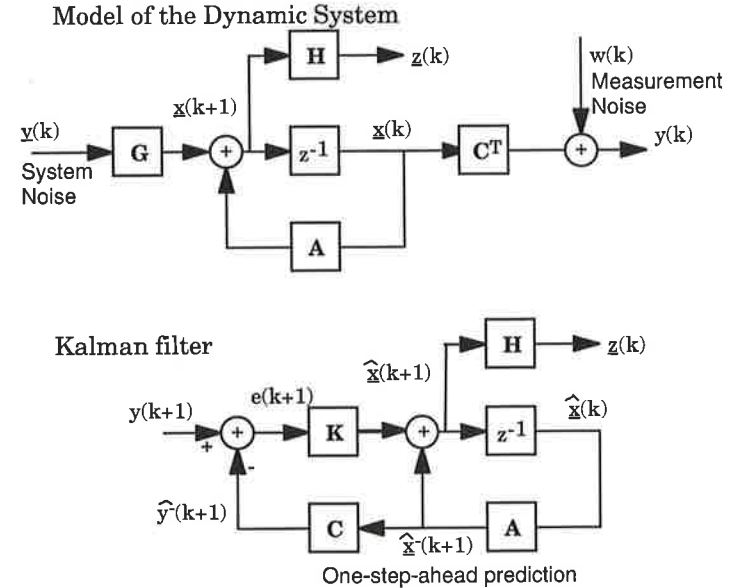 Model of the Dynamic System
H
z(k)
w(k)
Measurement
Noise
x(k+1)
v(k)
x(k)
y(k)
G
+
z-1
Cᵀ
+
System
Noise
A
Kalman filter
H
z(k)
x̂(k+1)
e(k+1)
y(k+1)
x̂(k)
+
K
+
z-1
+
-
ŷ-(k+1)
C
x̂-(k+1)
A
One-step-ahead prediction